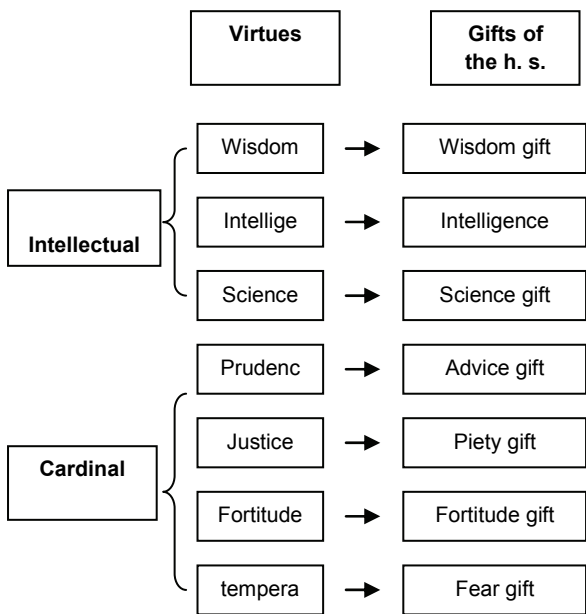 Virtues
Gifts of
the h. s.
Wisdom
Wisdom gift
Intellectual
Intellige
Intelligence
Science
Science gift
Prudenc
Advice gift
Cardinal
Justice
Piety gift
Fortitude
Fortitude gift
tempera
Fear gift